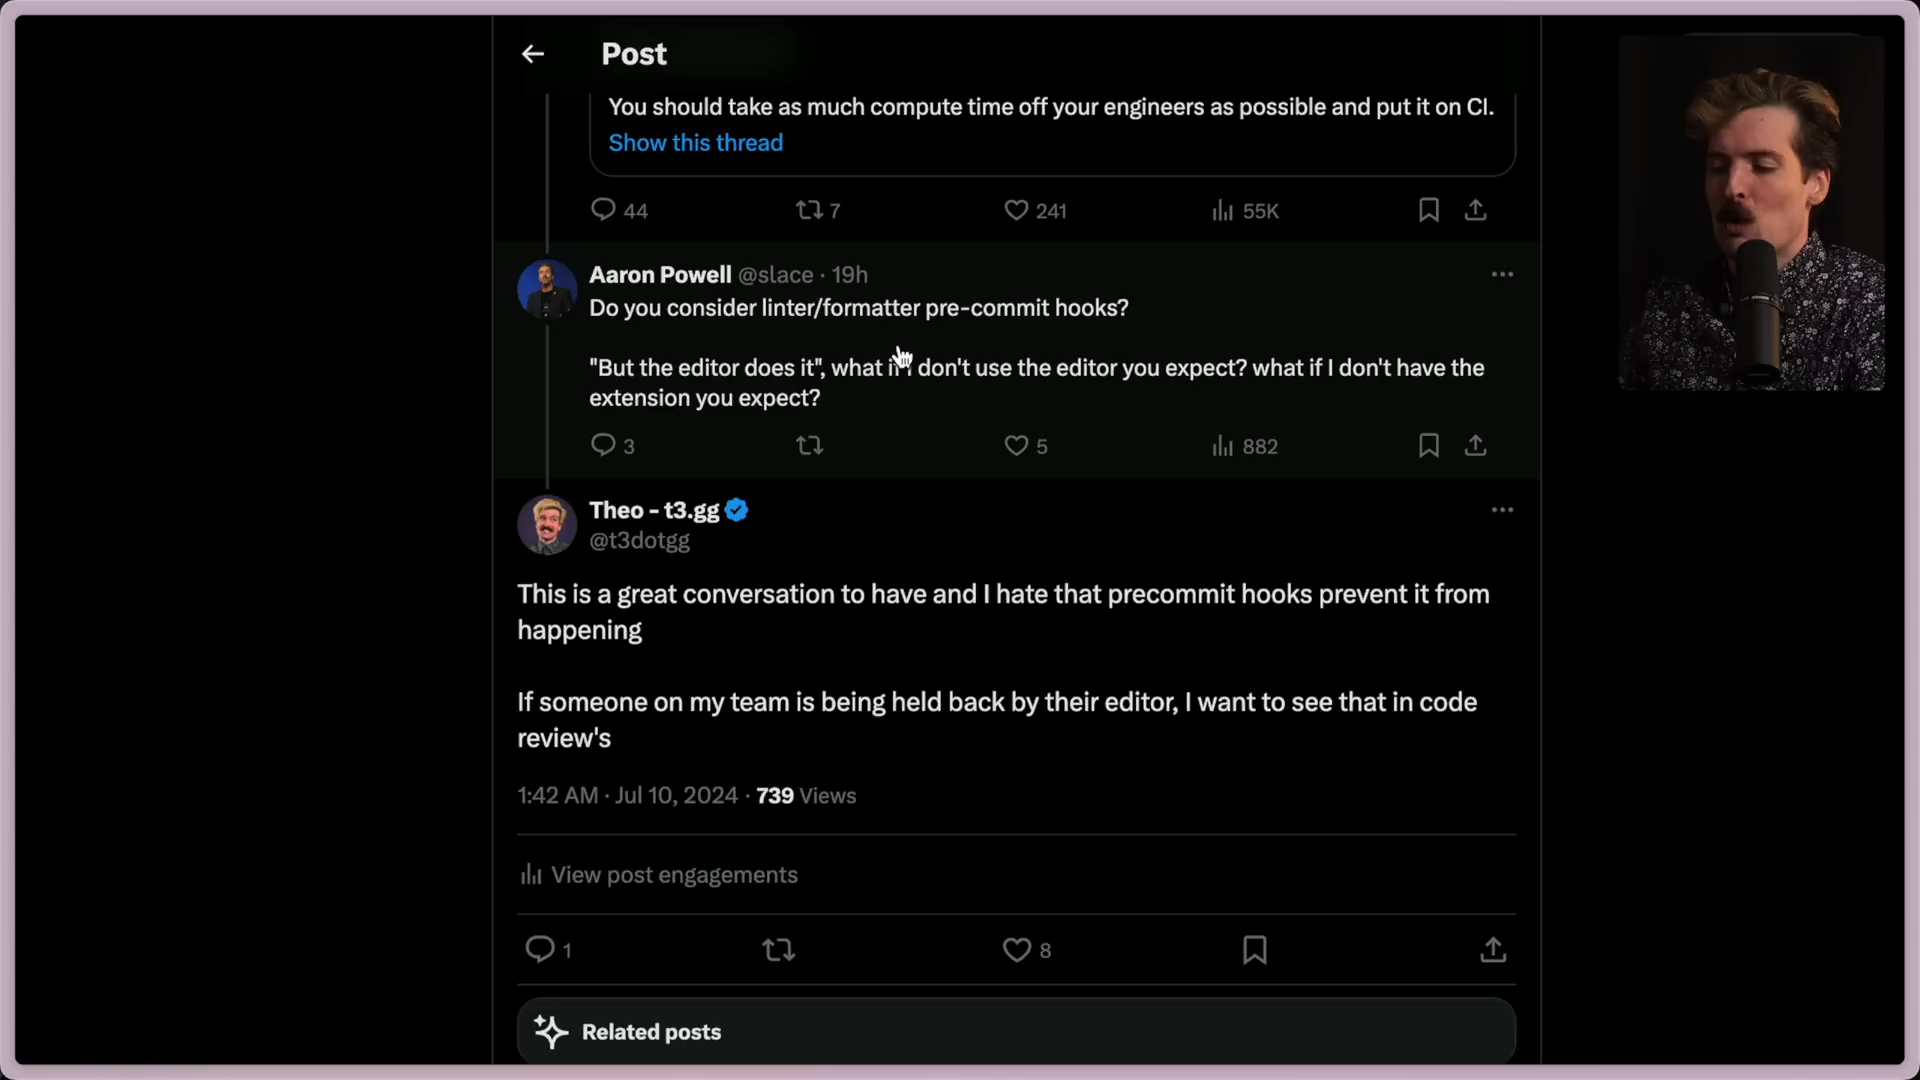 Post
You should take as much compute time off your engineers as possible and put it on CI.
Show this thread
44 7 241 55K
Aaron Powell @slace · 19h
Do you consider linter/formatter pre-commit hooks?
"But the editor does it", what if I don't use the editor you expect? what if I don't have the
extension you expect?
3 5 882
Theo - t3.gg
@t3dotgg
This is a great conversation to have and I hate that precommit hooks prevent it from
happening
If someone on my team is being held back by their editor, I want to see that in code
review's
1:42 AM · Jul 10, 2024 · 739 Views
View post engagements
1 8
Related posts